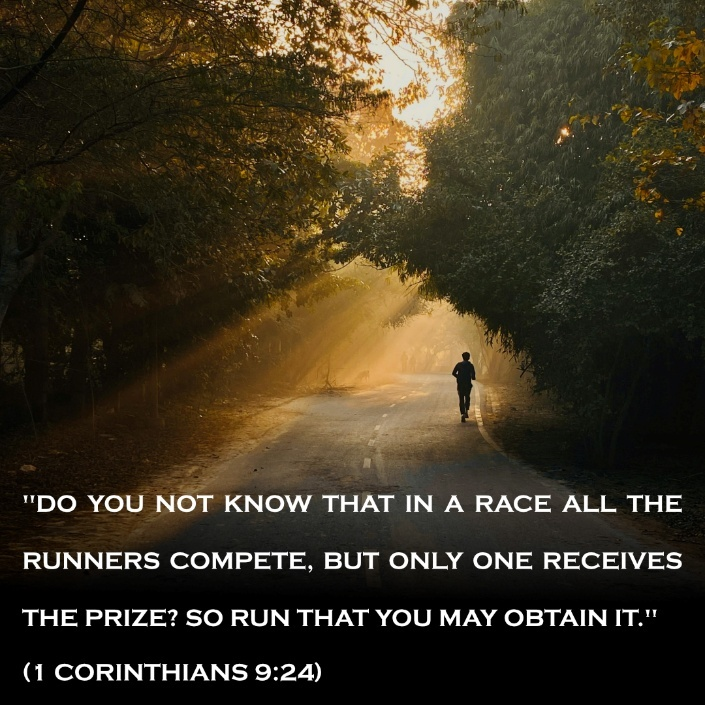 "DO YOU NOT KNOW THAT IN A RACE ALL THE
RUNNERS COMPETE, BUT ONLY ONE RECEIVES
THE PRIZE? SO RUN THAT YOU MAY OBTAIN IT."
(1 CORINTHIANS 9:24)